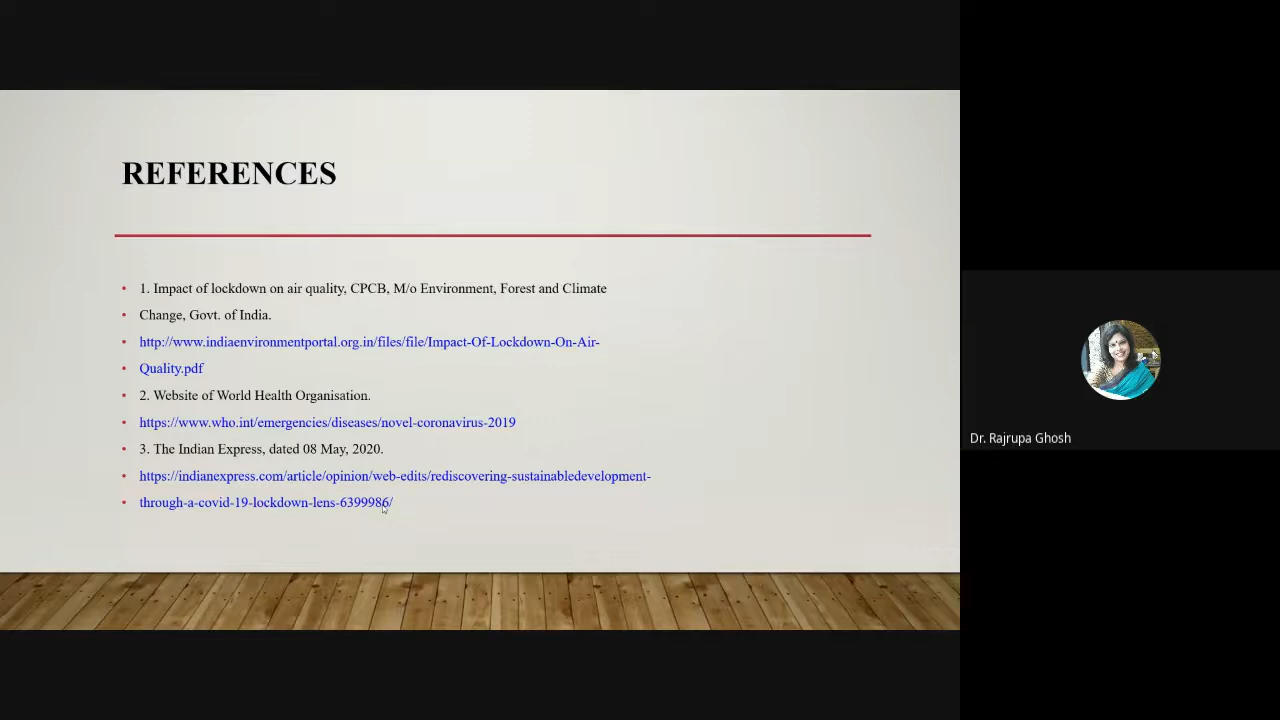 REFERENCES
• 1. Impact of lockdown on air quality, CPCB, M/o Environment, Forest and Climate
• Change, Govt. of India.
• http://www.indiaenvironmentportal.org.in/files/file/Impact-Of-Lockdown-On-Air-
• Quality.pdf
• 2. Website of World Health Organisation.
• https://www.who.int/emergencies/diseases/novel-coronavirus-2019
• 3. The Indian Express, dated 08 May, 2020.
• https://indianexpress.com/article/opinion/web-edits/rediscovering-sustainabledevelopment-
• through-a-covid-19-lockdown-lens-6399986/
Dr. Rajrupa Ghosh